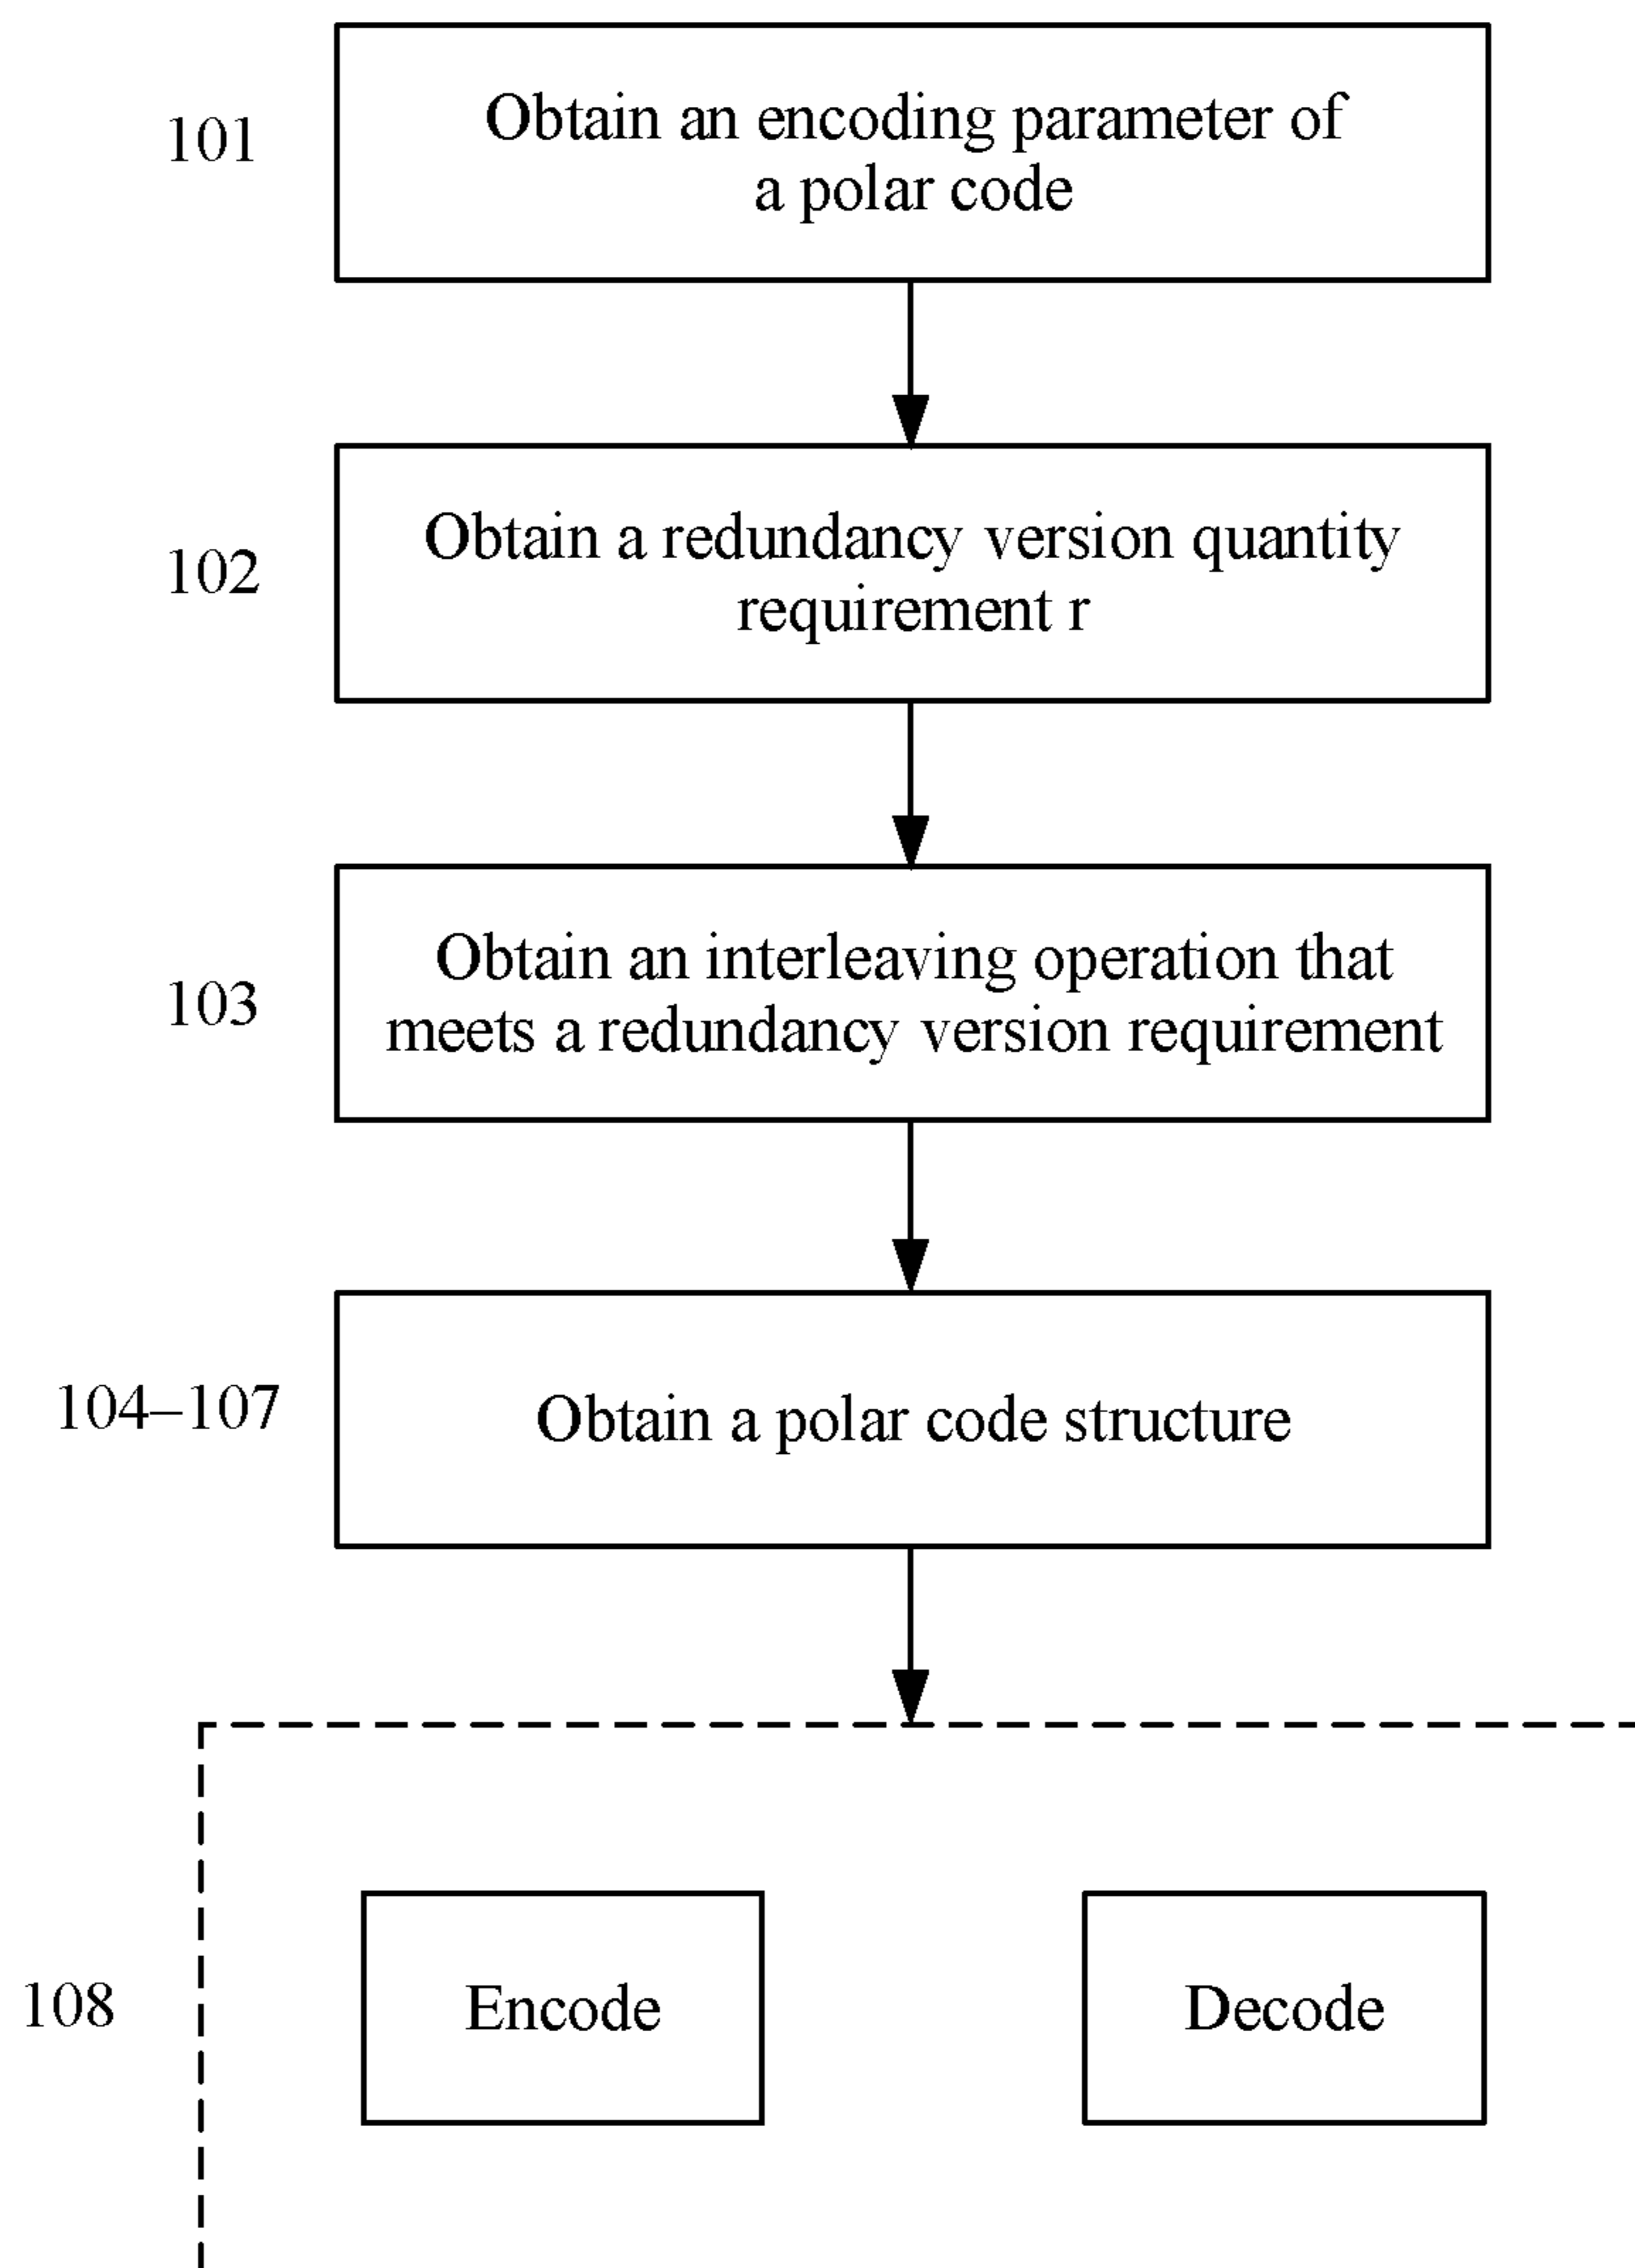 101
Obtain an encoding parameter of
a polar code
102
Obtain a redundancy version quantity
requirement r
103
Obtain an interleaving operation that
meets a redundancy version requirement
104–107
Obtain a polar code structure
108
Encode
Decode